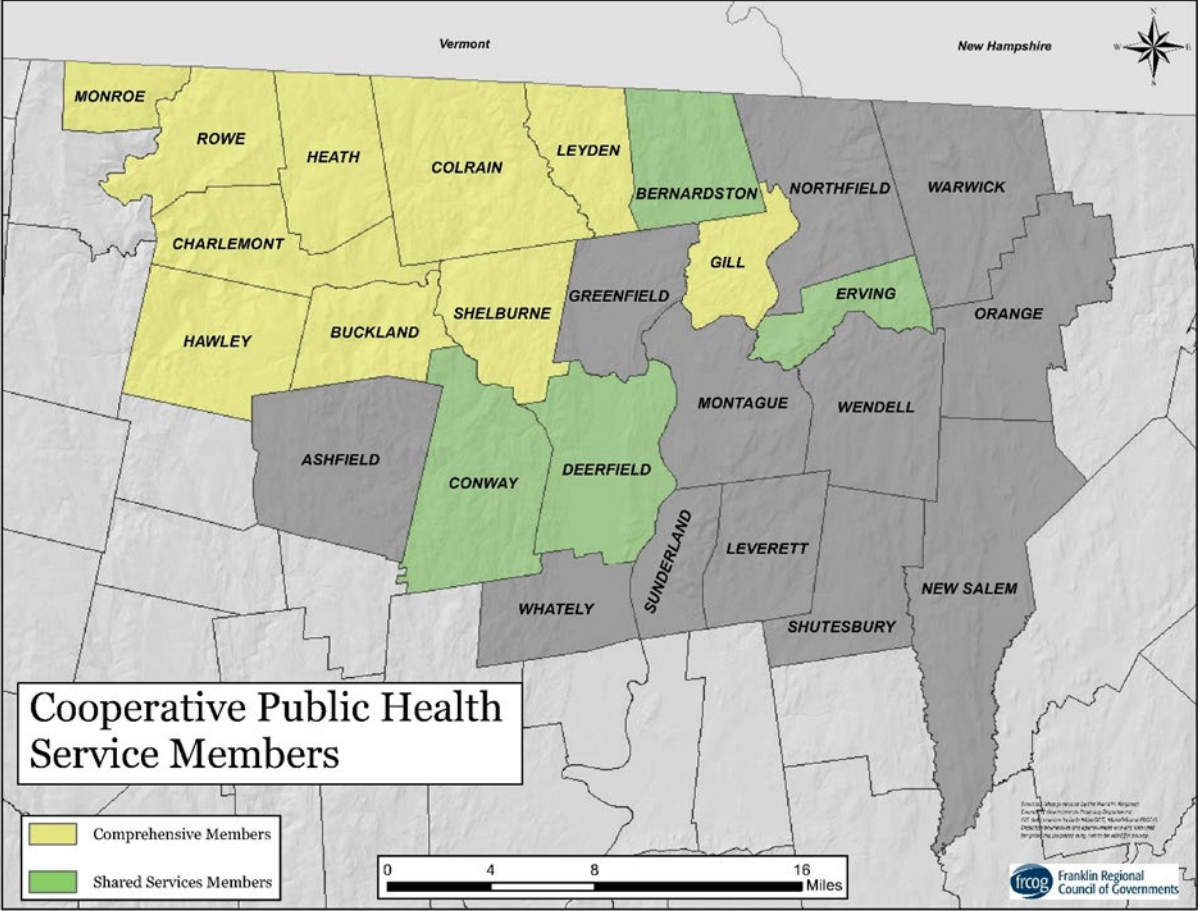 Vermont
New Hampshire
N
W
E
S
MONROE
ROWE
HEATH
COLRAIN
LEYDEN
BERNARDSTON
NORTHFIELD
WARWICK
CHARLEMONT
GILL
GREENFIELD
ERVING
ORANGE
HAWLEY
BUCKLAND
SHELBURNE
MONTAGUE
WENDELL
ASHFIELD
CONWAY
DEERFIELD
SUNDERLAND
LEVERETT
NEW SALEM
WHATELY
SHUTESBURY
Cooperative Public Health
Service Members
Comprehensive Members
Shared Services Members
0 4 8 16
Miles
frcog
Franklin Regional
Council of Governments